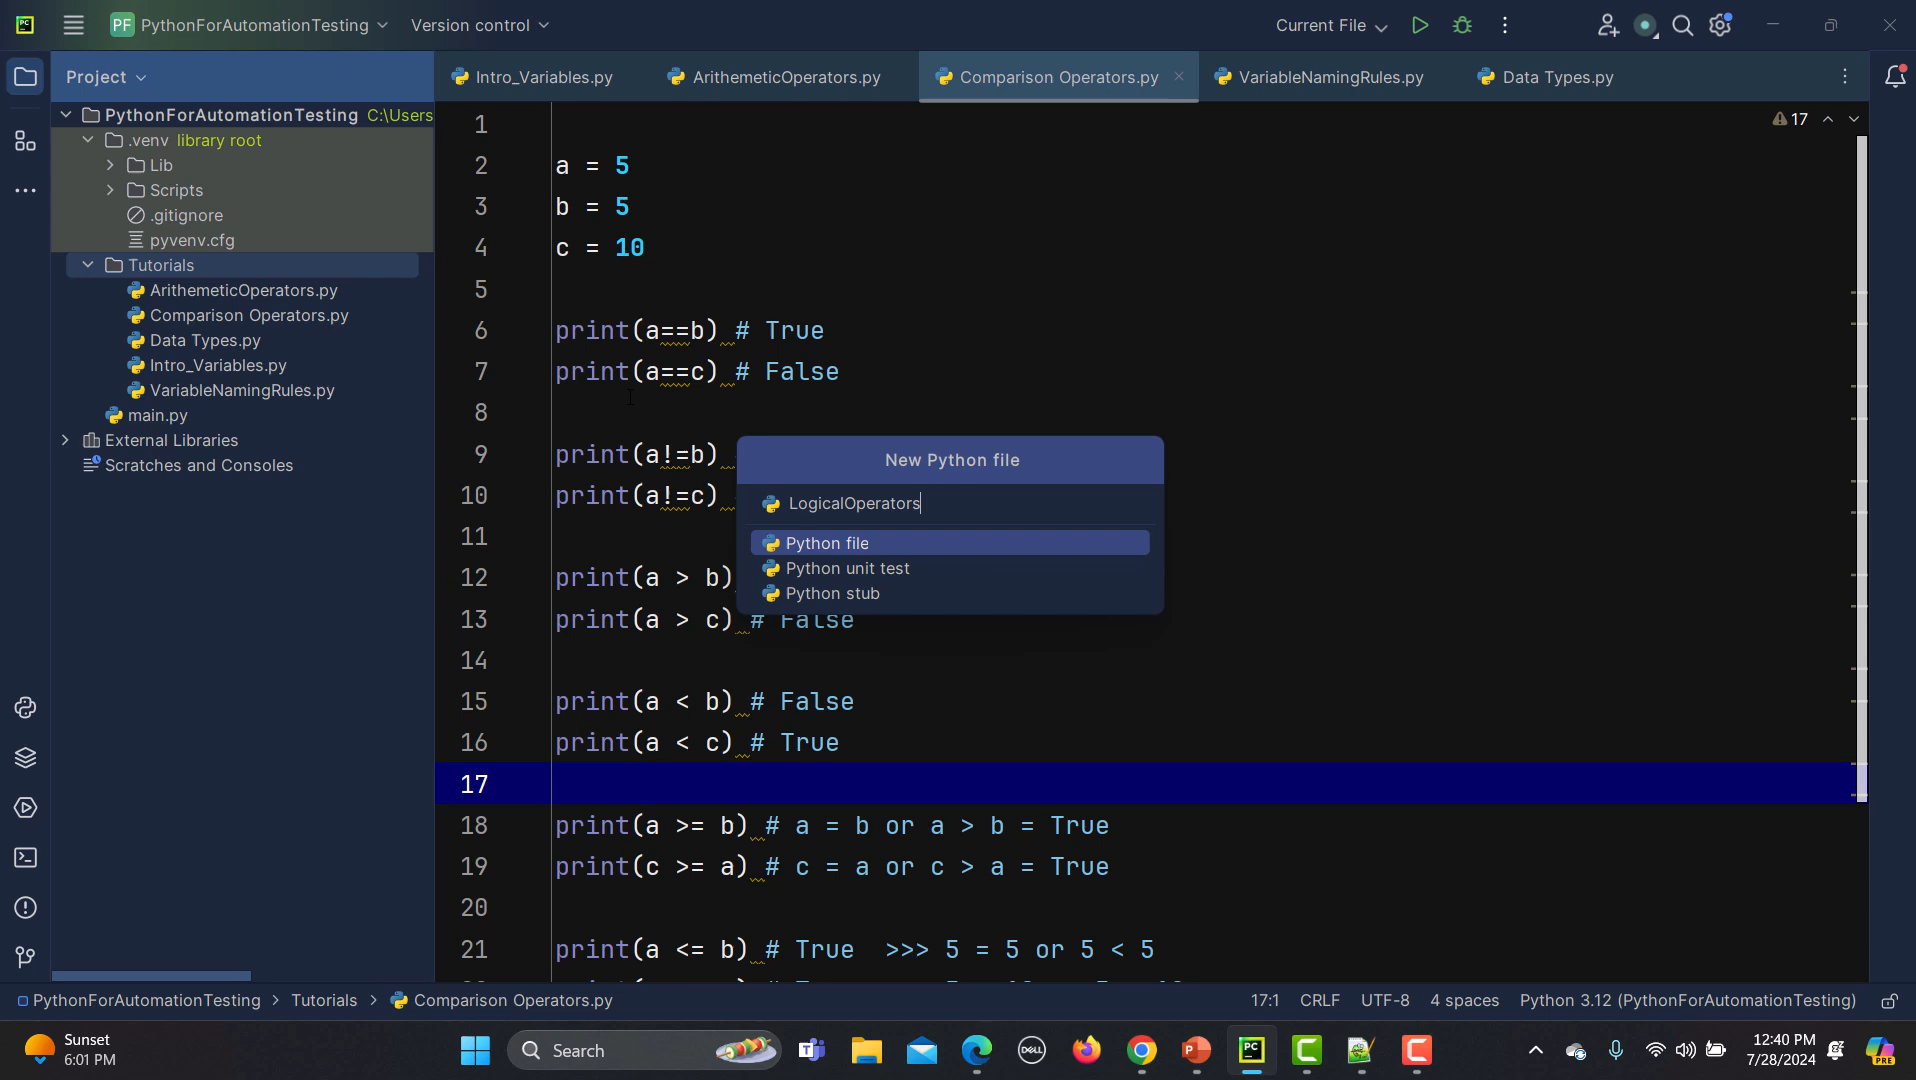 PC
PF PythonForAutomationTesting
Version control
Current File
Project
Intro_Variables.py
ArithemeticOperators.py
Comparison Operators.py
VariableNamingRules.py
Data Types.py
PythonForAutomationTesting C:\Users
.venv library root
Lib
Scripts
.gitignore
pyvenv.cfg
Tutorials
ArithemeticOperators.py
Comparison Operators.py
Data Types.py
Intro_Variables.py
VariableNamingRules.py
main.py
External Libraries
Scratches and Consoles
17
1
2 a = 5
3 b = 5
4 c = 10
5
6 print(a==b) # True
7 print(a==c) # False
8
9 print(a!=b)
10 print(a!=c)
11
12 print(a > b)
13 print(a > c) # False
14
15 print(a < b) # False
16 print(a < c) # True
17
18 print(a >= b) # a = b or a > b = True
19 print(c >= a) # c = a or c > a = True
20
21 print(a <= b) # True >>> 5 = 5 or 5 < 5
New Python file
LogicalOperators
Python file
Python unit test
Python stub
PythonForAutomationTesting > Tutorials > Comparison Operators.py
17:1 CRLF UTF-8 4 spaces Python 3.12 (PythonForAutomationTesting)
Sunset
6:01 PM
Search
DELL
PC
12:40 PM
7/28/2024
PRE